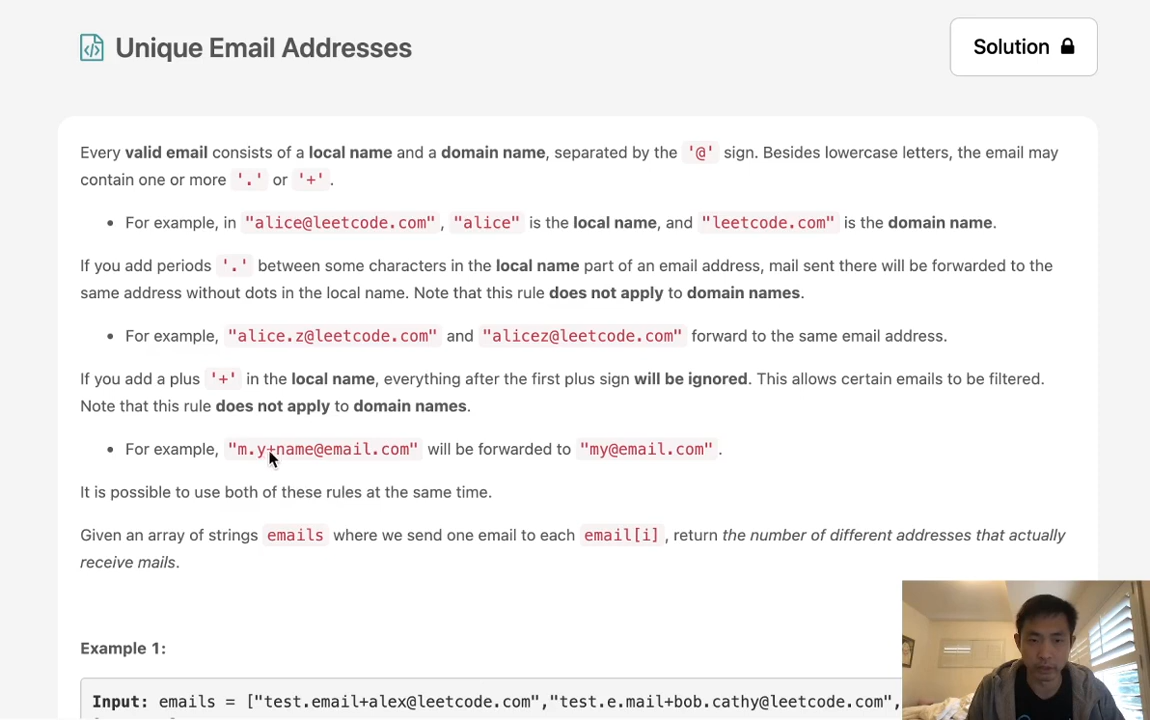 Unique Email Addresses
Solution
Every valid email consists of a local name and a domain name, separated by the '@' sign. Besides lowercase letters, the email may
contain one or more '.' or '+'.
• For example, in "alice@leetcode.com", "alice" is the local name, and "leetcode.com" is the domain name.
If you add periods '.' between some characters in the local name part of an email address, mail sent there will be forwarded to the
same address without dots in the local name. Note that this rule does not apply to domain names.
• For example, "alice.z@leetcode.com" and "alicez@leetcode.com" forward to the same email address.
If you add a plus '+' in the local name, everything after the first plus sign will be ignored. This allows certain emails to be filtered.
Note that this rule does not apply to domain names.
• For example, "m.y+name@email.com" will be forwarded to "my@email.com".
It is possible to use both of these rules at the same time.
Given an array of strings emails where we send one email to each email[i], return the number of different addresses that actually
receive mails.
Example 1:
Input: emails = ["test.email+alex@leetcode.com","test.e.mail+bob.cathy@leetcode.com",